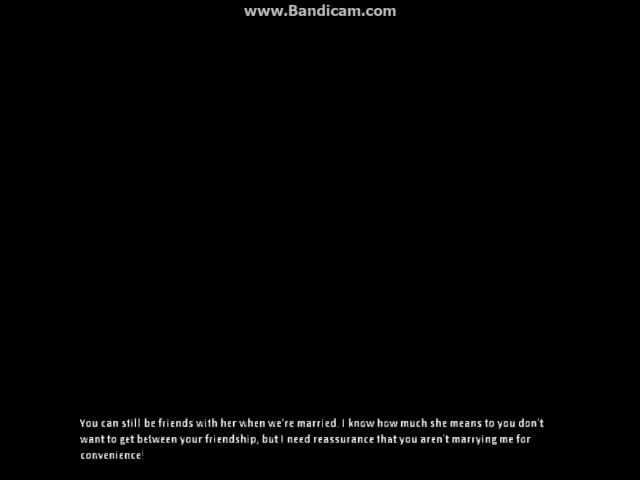 www.Bandicam.com
You can still be friends with her when we're married. I know how much she means to you don't
want to get between your friendship, but I need reassurance that you aren't marrying me for
convenience!